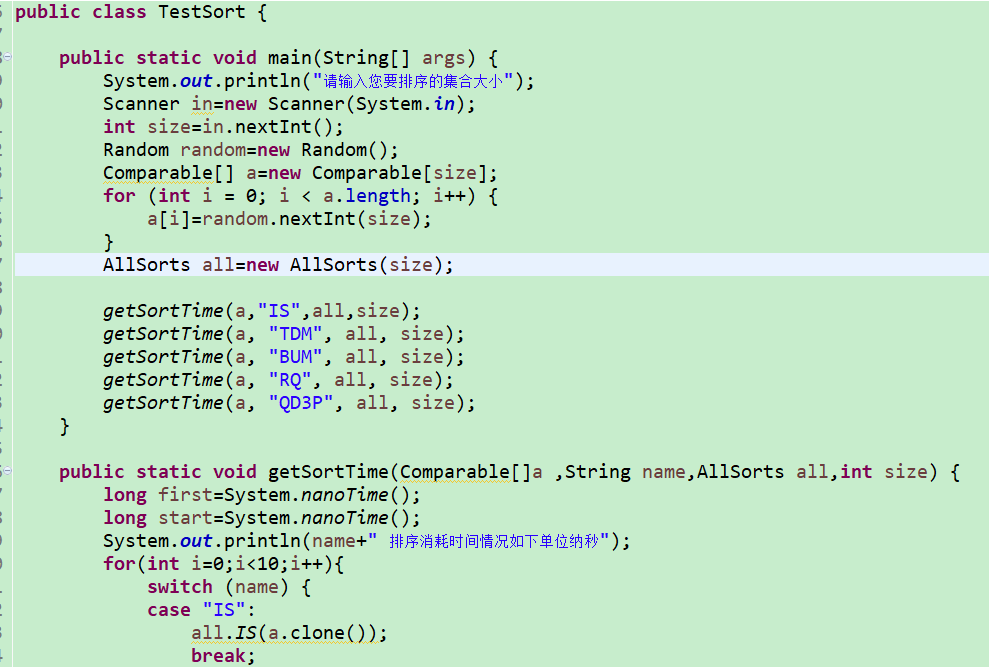 public class TestSort {
public static void main(String[] args) {
System.out.println("请输入您要排序的集合大小");
Scanner in=new Scanner(System.in);
int size=in.nextInt();
Random random=new Random();
Comparable[] a=new Comparable[size];
for (int i = 0; i < a.length; i++) {
a[i]=random.nextInt(size);
}
AllSorts all=new AllSorts(size);
getSortTime(a,"IS",all,size);
getSortTime(a, "TDM", all, size);
getSortTime(a, "BUM", all, size);
getSortTime(a, "RQ", all, size);
getSortTime(a, "QD3P", all, size);
}
public static void getSortTime(Comparable[]a ,String name,AllSorts all,int size) {
long first=System.nanoTime();
long start=System.nanoTime();
System.out.println(name+" 排序消耗时间情况如下单位纳秒");
for(int i=0;i<10;i++){
switch (name) {
case "IS":
all.IS(a.clone());
break;